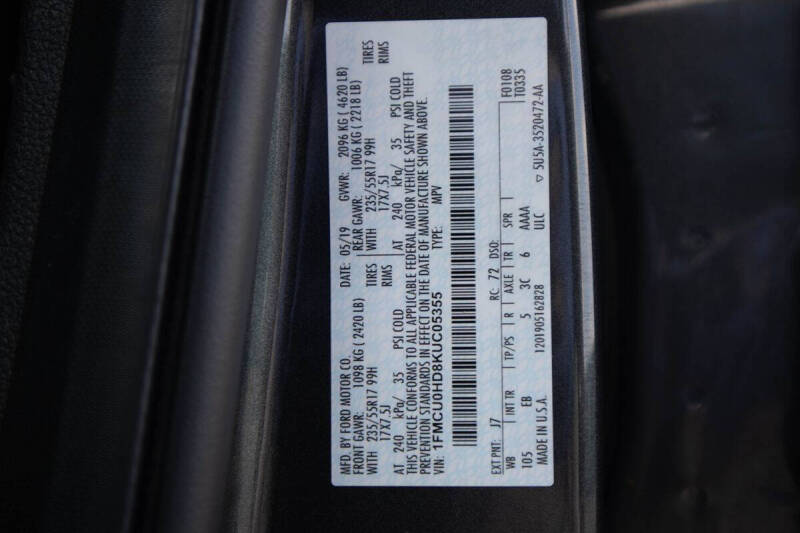 MFD. BY FORD MOTOR CO. DATE: 05/19 GVWR: 2096 KG ( 4620 LB)
FRONT GAWR: 1098 KG ( 2420 LB) REAR GAWR: 1006 KG ( 2218 LB)
WITH 235/55R17 99H TIRES WITH 235/55R17 99H TIRES
17X7.5J RIMS 17X7.5J RIMS
AT 240 kPa/ 35 PSI COLD AT 240 kPa/ 35 PSI COLD
THIS VEHICLE CONFORMS TO ALL APPLICABLE FEDERAL MOTOR VEHICLE SAFETY AND THEFT
PREVENTION STANDARDS IN EFFECT ON THE DATE OF MANUFACTURE SHOWN ABOVE.
VIN: 1FMCU0HD8KUC05355 TYPE: MPV
EXT PNT: J7 RC: 72 DSO: F0108
WB INT TR TP/PS R AXLE TR SPR T0335
105 EB 5 3C 6 AAAA
MADE IN U.S.A. 1201905162828 ULC ▽ 5U5A-3520472-AA